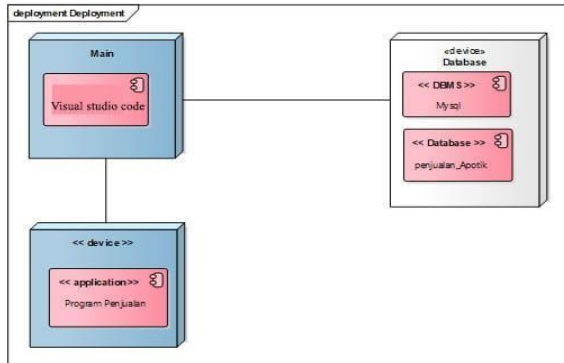 deployment Deployment
Main
Visual studio code
«device»
Database
<< DBMS >>
Mysql
<< Database >>
penjualan_Apotik
<< device >>
<< application>>
Program Penjualan